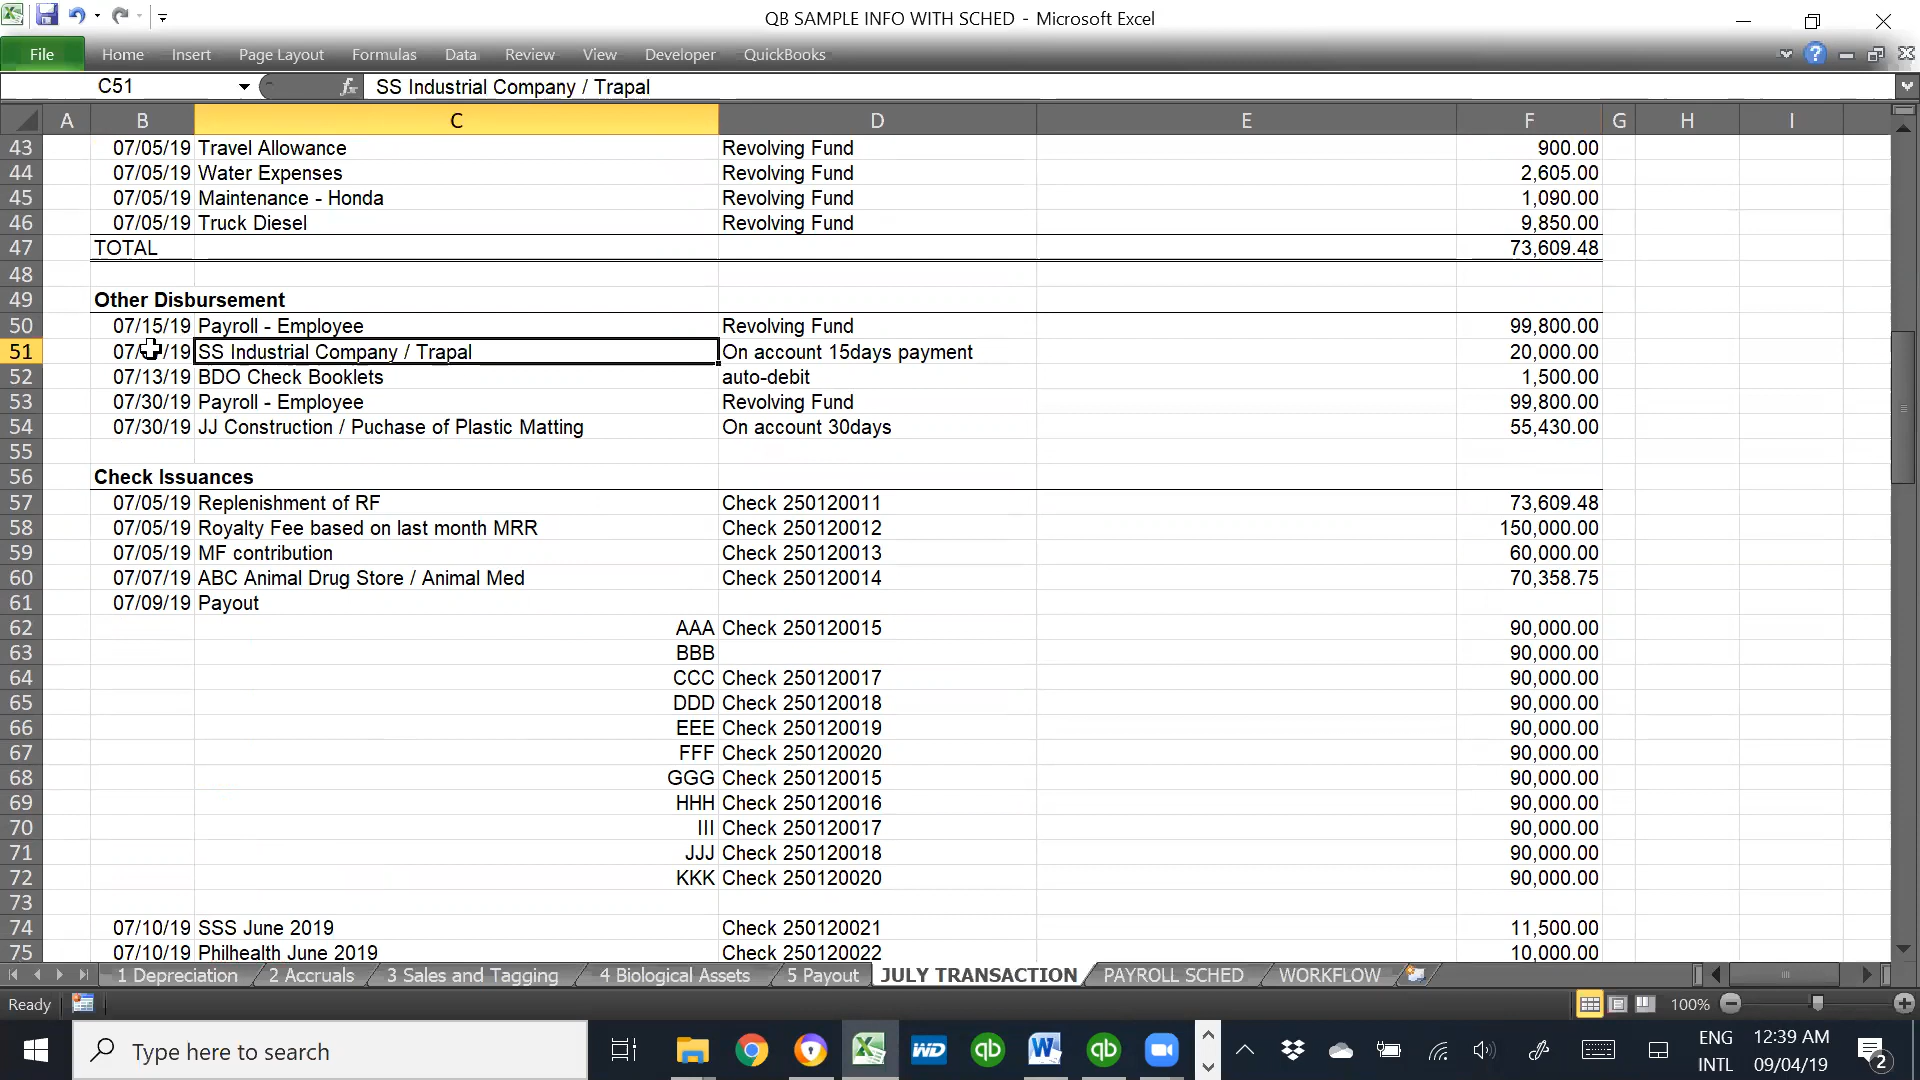 QB SAMPLE INFO WITH SCHED - Microsoft Excel
File Home Insert Page Layout Formulas Data Review View Developer QuickBooks
C51 fx SS Industrial Company / Trapal
A B C D E F G H I
43 07/05/19 Travel Allowance Revolving Fund 900.00
44 07/05/19 Water Expenses Revolving Fund 2,605.00
45 07/05/19 Maintenance - Honda Revolving Fund 1,090.00
46 07/05/19 Truck Diesel Revolving Fund 9,850.00
47 TOTAL 73,609.48
48
49 Other Disbursement
50 07/15/19 Payroll - Employee Revolving Fund 99,800.00
51 07/ /19 SS Industrial Company / Trapal On account 15days payment 20,000.00
52 07/13/19 BDO Check Booklets auto-debit 1,500.00
53 07/30/19 Payroll - Employee Revolving Fund 99,800.00
54 07/30/19 JJ Construction / Puchase of Plastic Matting On account 30days 55,430.00
55
56 Check Issuances
57 07/05/19 Replenishment of RF Check 250120011 73,609.48
58 07/05/19 Royalty Fee based on last month MRR Check 250120012 150,000.00
59 07/05/19 MF contribution Check 250120013 60,000.00
60 07/07/19 ABC Animal Drug Store / Animal Med Check 250120014 70,358.75
61 07/09/19 Payout
62 AAA Check 250120015 90,000.00
63 BBB 90,000.00
64 CCC Check 250120017 90,000.00
65 DDD Check 250120018 90,000.00
66 EEE Check 250120019 90,000.00
67 FFF Check 250120020 90,000.00
68 GGG Check 250120015 90,000.00
69 HHH Check 250120016 90,000.00
70 III Check 250120017 90,000.00
71 JJJ Check 250120018 90,000.00
72 KKK Check 250120020 90,000.00
73
74 07/10/19 SSS June 2019 Check 250120021 11,500.00
75 07/10/19 Philhealth June 2019 Check 250120022 10,000.00
1 Depreciation 2 Accruals 3 Sales and Tagging 4 Biological Assets 5 Payout JULY TRANSACTION PAYROLL SCHED WORKFLOW
Ready 100%
Type here to search WD qb W qb ENG 12:39 AM
INTL 09/04/19 2